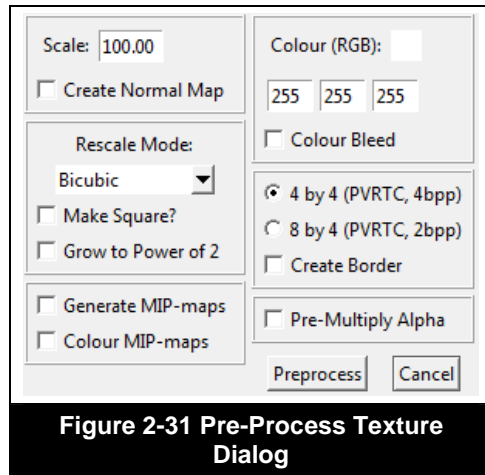 Scale: 100.00
Create Normal Map
Rescale Mode:
Bicubic
Make Square?
Grow to Power of 2
Generate MIP-maps
Colour MIP-maps
Colour (RGB):
255 255 255
Colour Bleed
4 by 4 (PVRTC, 4bpp)
8 by 4 (PVRTC, 2bpp)
Create Border
Pre-Multiply Alpha
Preprocess Cancel
Figure 2-31 Pre-Process Texture
Dialog